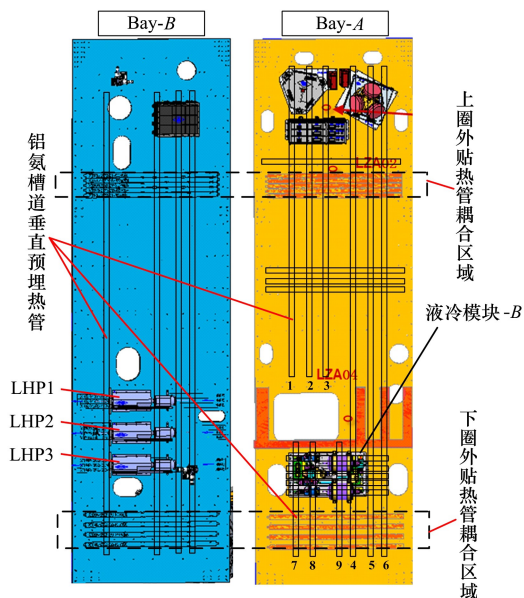 Bay-B
Bay-A
铝氨槽道垂直预埋热管
上圈外贴热管耦合区域
LZA02
液冷模块-B
1 2 3
LZA04
LHP1
LHP2
LHP3
下圈外贴热管耦合区域
7 8 9 4 5 6